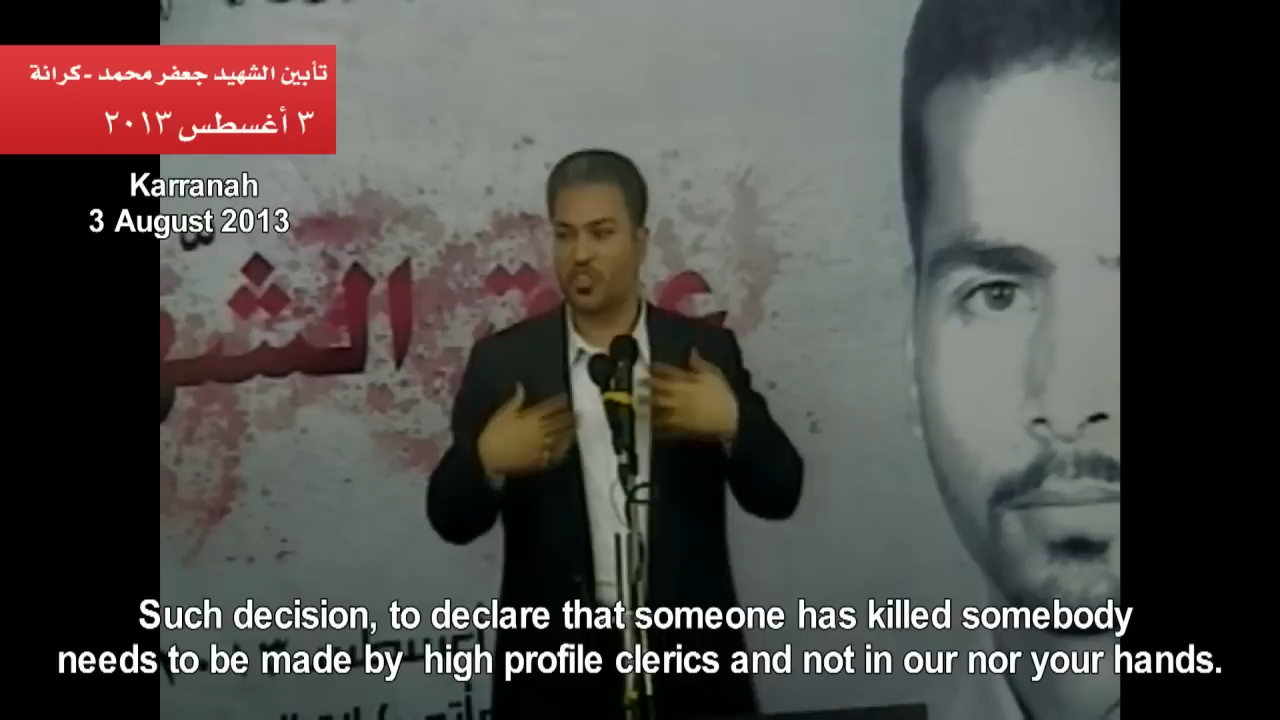 تأبين الشهيد جعفر محمد - كرانة
٣ أغسطس ٢٠١٣
Karranah
3 August 2013
Such decision, to declare that someone has killed somebody
needs to be made by high profile clerics and not in our nor your hands.